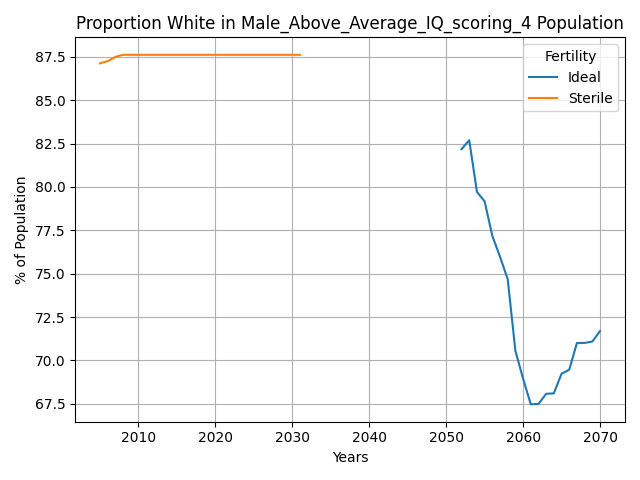 Proportion White in Male_Above_Average_IQ_scoring_4 Population
Fertility
Ideal
Sterile
% of Population
87.5
85.0
82.5
80.0
77.5
75.0
72.5
70.0
67.5
2010 2020 2030 2040 2050 2060 2070
Years